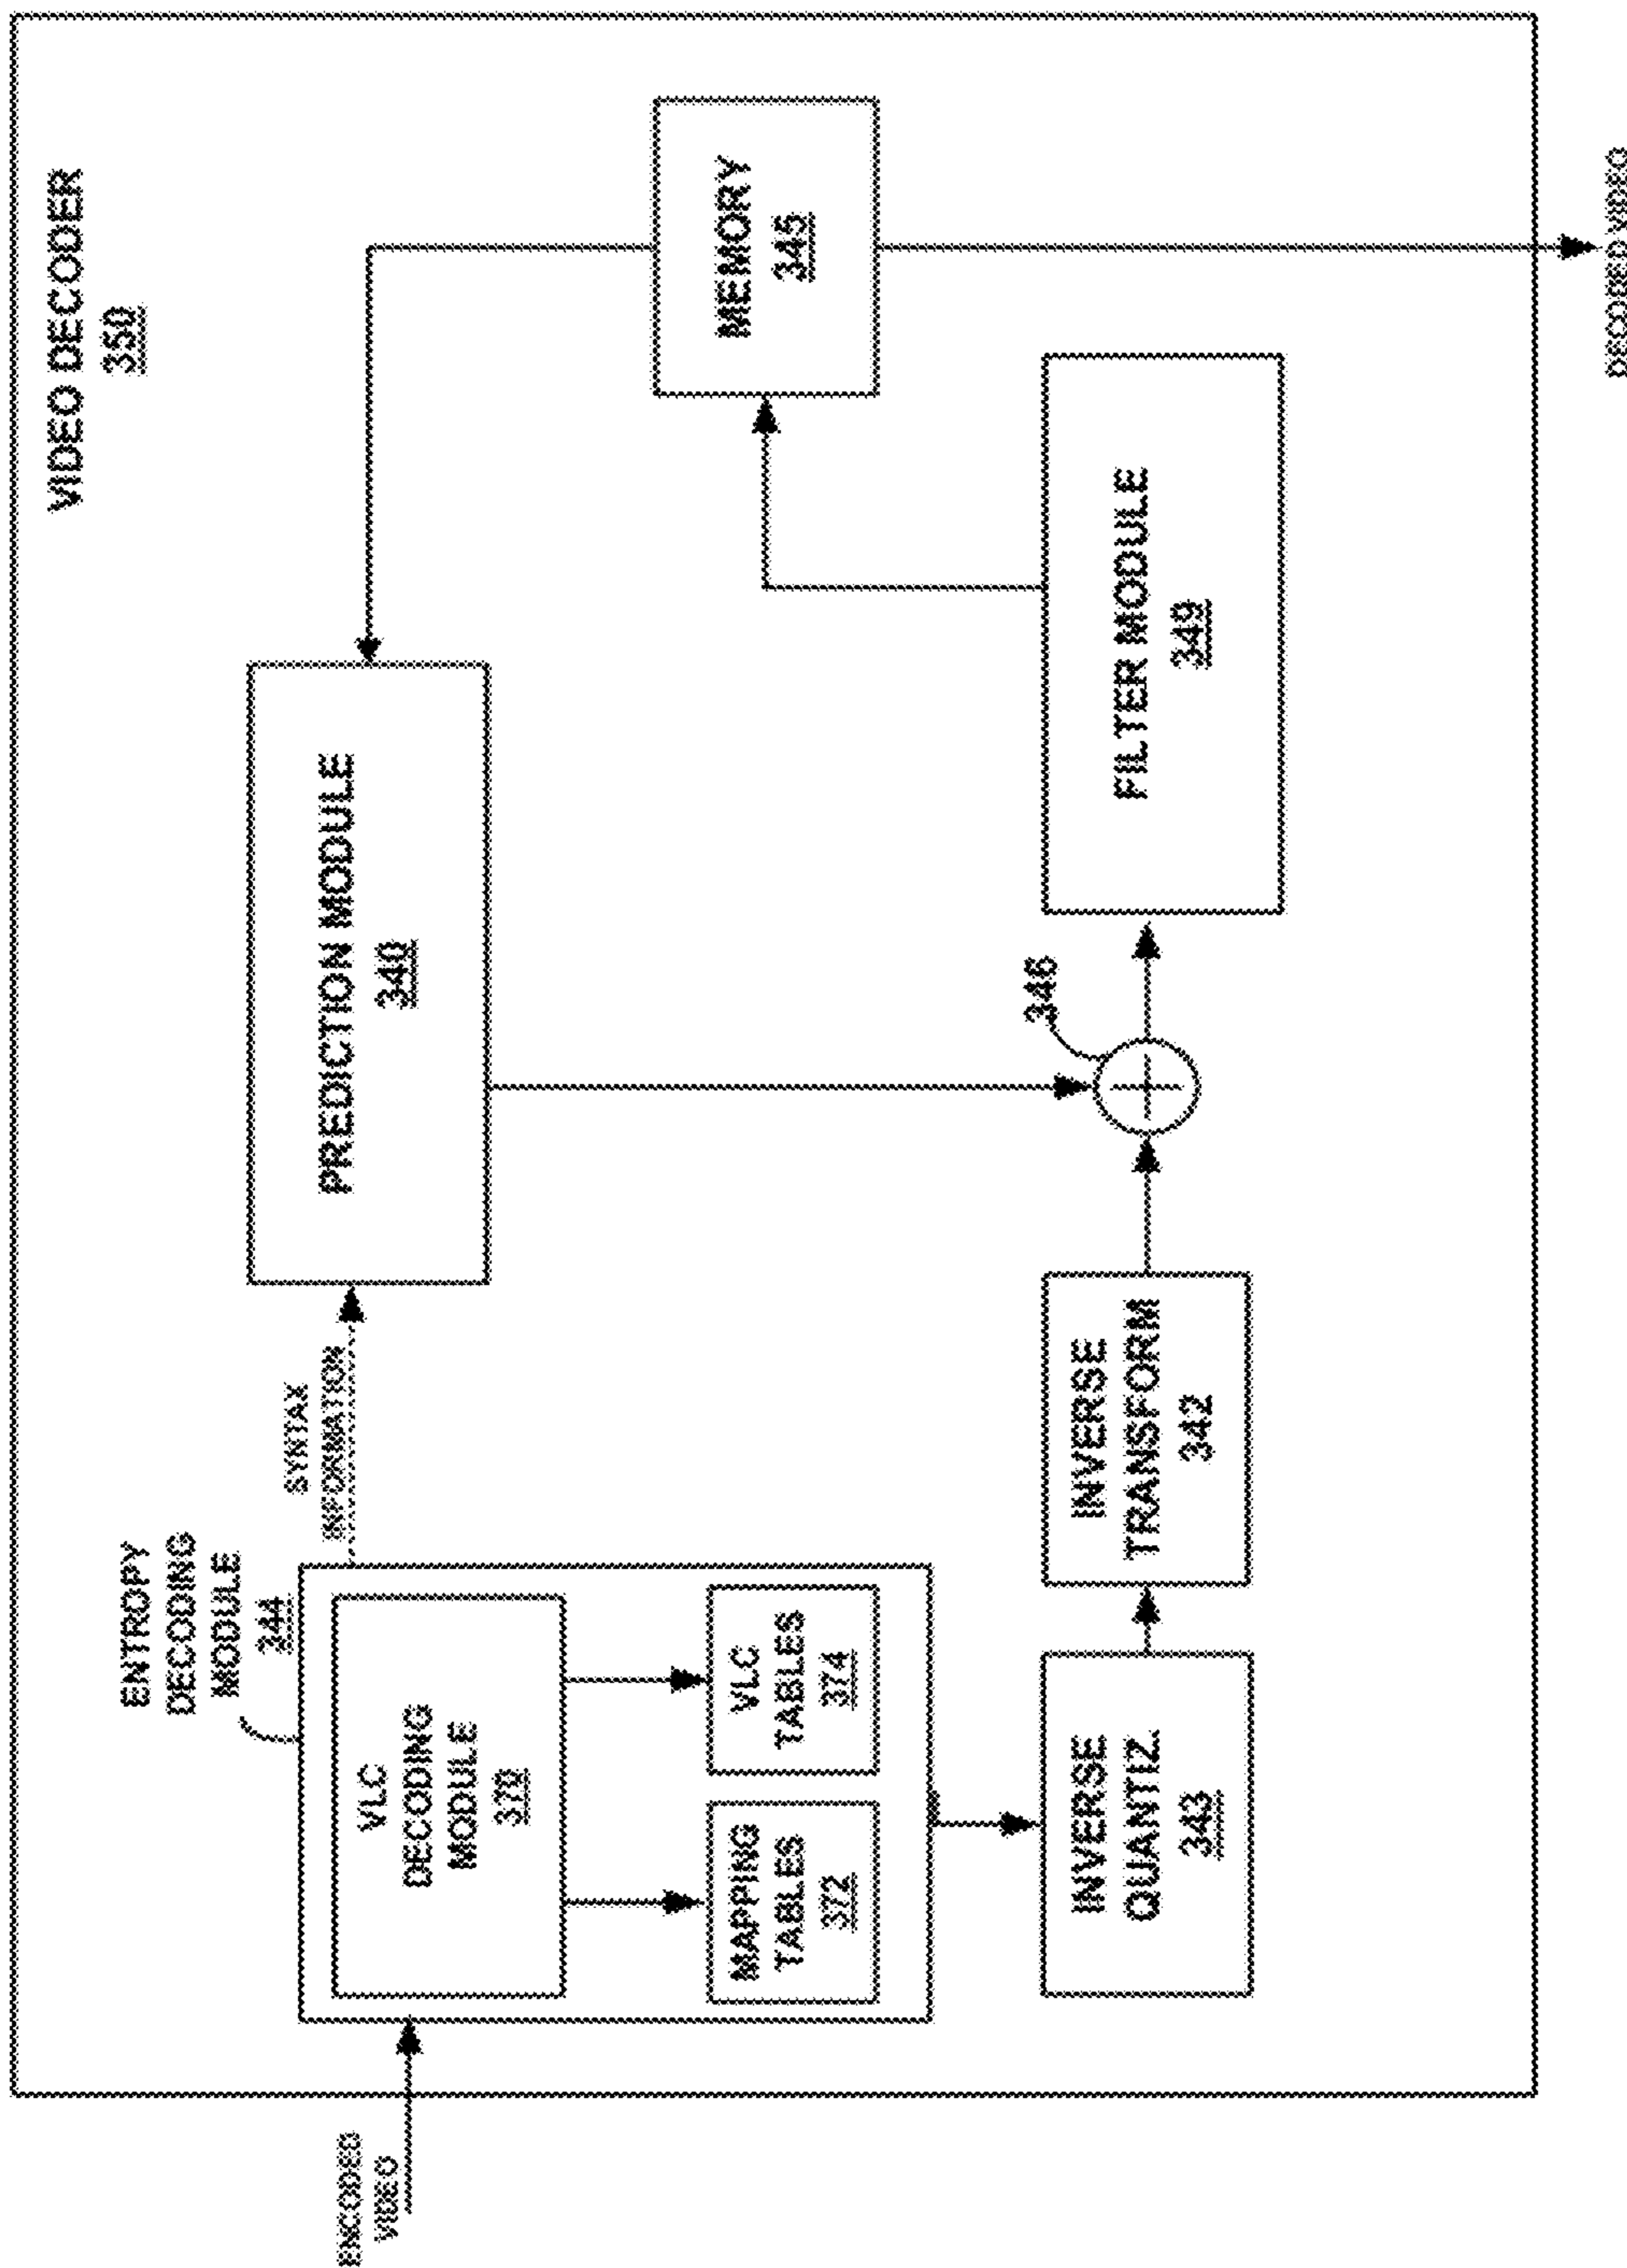 VIDEO DECODER
350
ENTROPY
DECODING
MODULE
344
SYNTAX
INFORMATION
PREDICTION MODULE
340
ENCODED
VIDEO
VLC
DECODING
MODULE
370
MAPPING
TABLES
372
VLC
TABLES
374
MEMORY
345
INVERSE
QUANTIZ.
343
INVERSE
TRANSFORM
342
346
FILTER MODULE
349
DECODED VIDEO